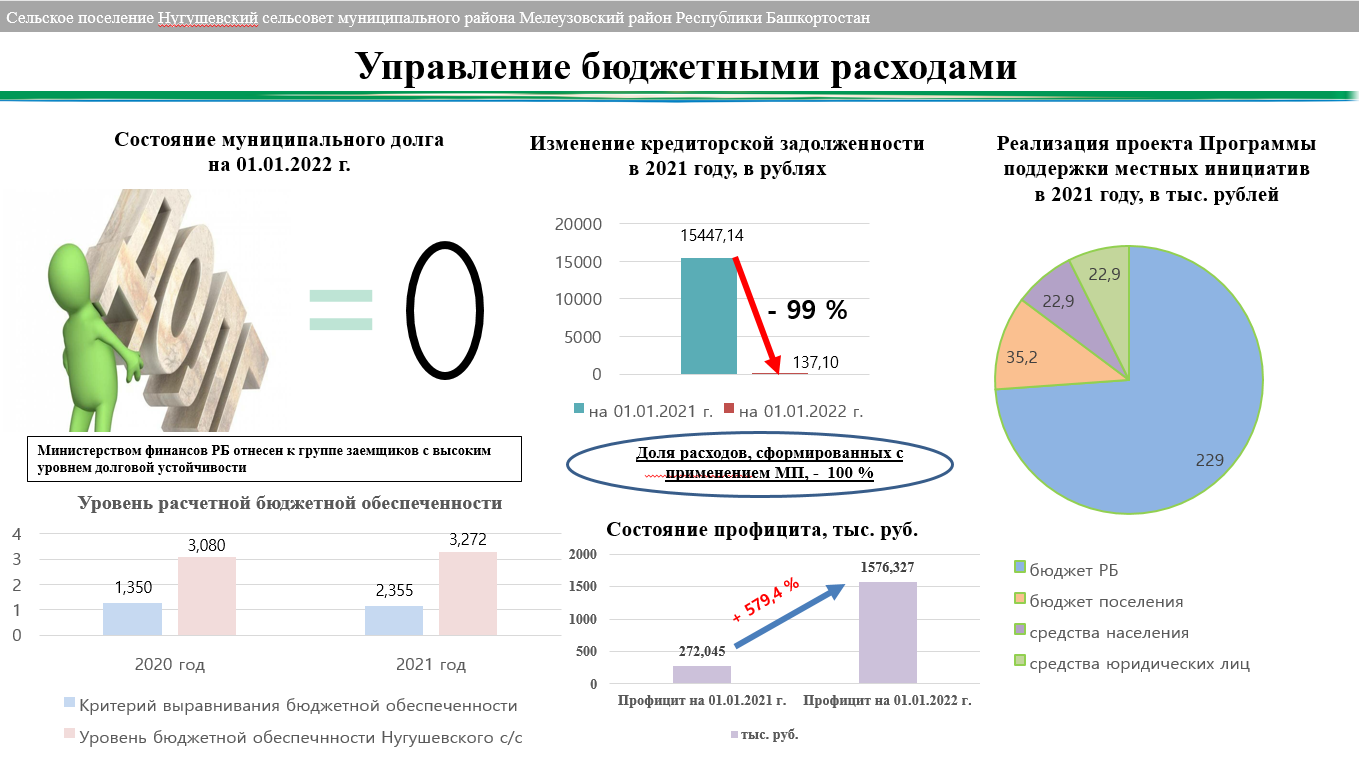 Сельское поселение Нугушевский сельсовет муниципального района Мелеузовский район Республики Башкортостан
Управление бюджетными расходами
Состояние муниципального долга
на 01.01.2022 г.
ДОЛГ
= 0
Министерством финансов РБ отнесен к группе заемщиков с высоким
уровнем долговой устойчивости
Уровень расчетной бюджетной обеспеченности
4
3
2
1
0
1,350
3,080
2,355
3,272
2020 год
2021 год
Критерий выравнивания бюджетной обеспеченности
Уровень бюджетной обеспечнности Нугушевского с/с
Изменение кредиторской задолженности
в 2021 году, в рублях
20000
15000
10000
5000
0
15447,14
- 99 %
137,10
на 01.01.2021 г.
на 01.01.2022 г.
Доля расходов, сформированных с
применением МП, - 100 %
Состояние профицита, тыс. руб.
2000
1500
1000
500
0
272,045
+ 579,4 %
1576,327
Профицит на 01.01.2021 г.
Профицит на 01.01.2022 г.
тыс. руб.
Реализация проекта Программы
поддержки местных инициатив
в 2021 году, в тыс. рублей
22,9
22,9
35,2
229
бюджет РБ
бюджет поселения
средства населения
средства юридических лиц